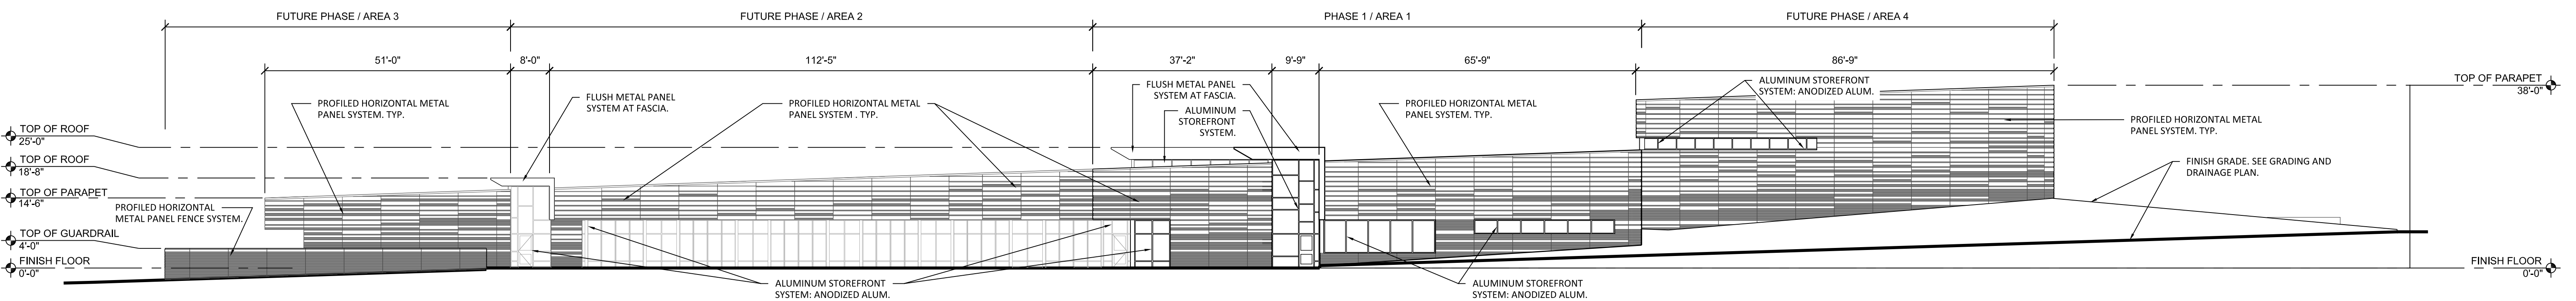 FUTURE PHASE / AREA 3
FUTURE PHASE / AREA 2
PHASE 1 / AREA 1
FUTURE PHASE / AREA 4
51'-0"
8'-0"
112'-5"
37'-2"
9'-9"
65'-9"
86'-9"
PROFILED HORIZONTAL METAL
PANEL SYSTEM. TYP.
FLUSH METAL PANEL
SYSTEM AT FASCIA.
PROFILED HORIZONTAL METAL
PANEL SYSTEM . TYP.
FLUSH METAL PANEL
SYSTEM AT FASCIA.
ALUMINUM
STOREFRONT
SYSTEM.
PROFILED HORIZONTAL METAL
PANEL SYSTEM. TYP.
ALUMINUM STOREFRONT
SYSTEM: ANODIZED ALUM.
TOP OF PARAPET
38'-0"
PROFILED HORIZONTAL METAL
PANEL SYSTEM. TYP.
FINISH GRADE. SEE GRADING AND
DRAINAGE PLAN.
TOP OF ROOF
25'-0"
TOP OF ROOF
18'-8"
TOP OF PARAPET
14'-6"
PROFILED HORIZONTAL
METAL PANEL FENCE SYSTEM.
TOP OF GUARDRAIL
4'-0"
FINISH FLOOR
0'-0"
ALUMINUM STOREFRONT
SYSTEM: ANODIZED ALUM.
ALUMINUM STOREFRONT
SYSTEM: ANODIZED ALUM.
FINISH FLOOR
0'-0"